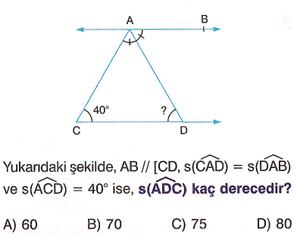 A
B
40°
?
C
D
Yukarıdaki şekilde, AB // [CD, s(CAD) = s(DAB)
ve s(ACD) = 40° ise, s(ADC) kaç derecedir?
A) 60 B) 70 C) 75 D) 80